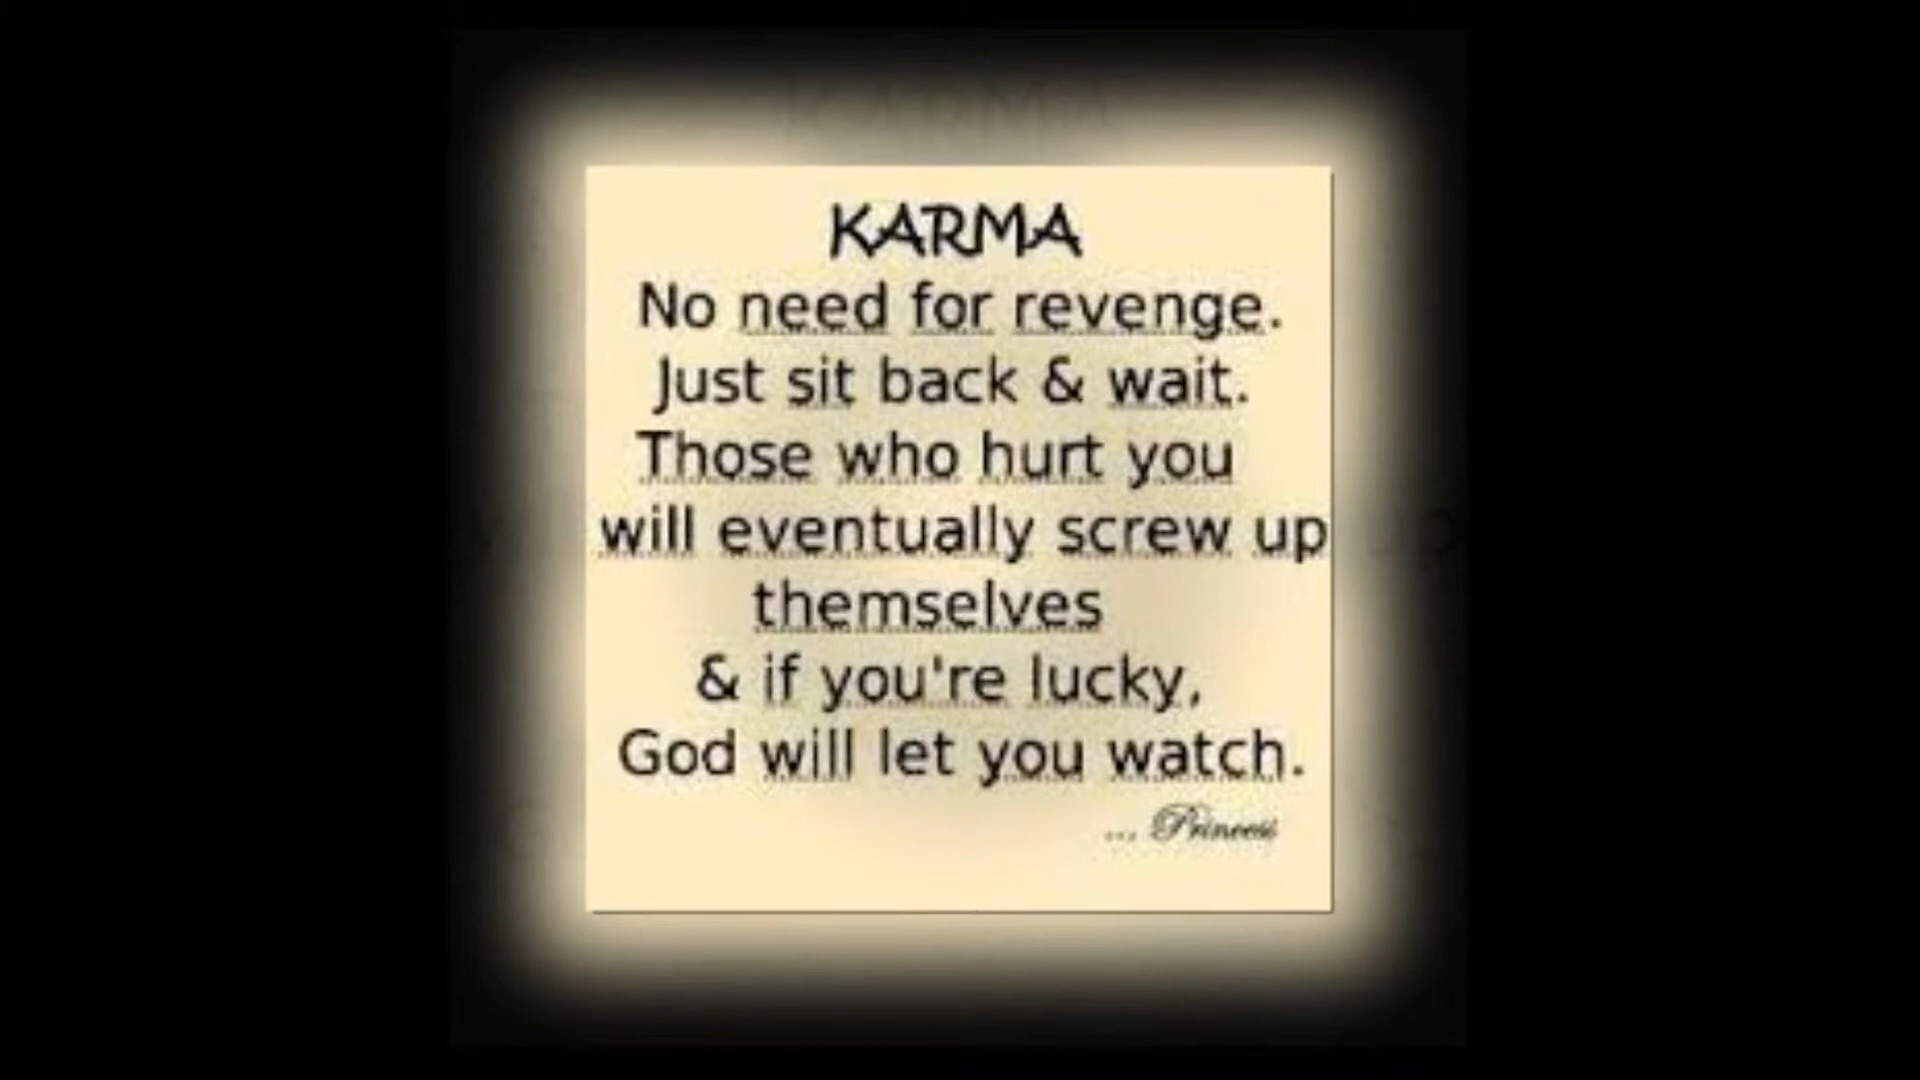 KARMA
No need for revenge.
Just sit back & wait.
Those who hurt you
will eventually screw up
themselves
& if you're lucky,
God will let you watch.
... Princess